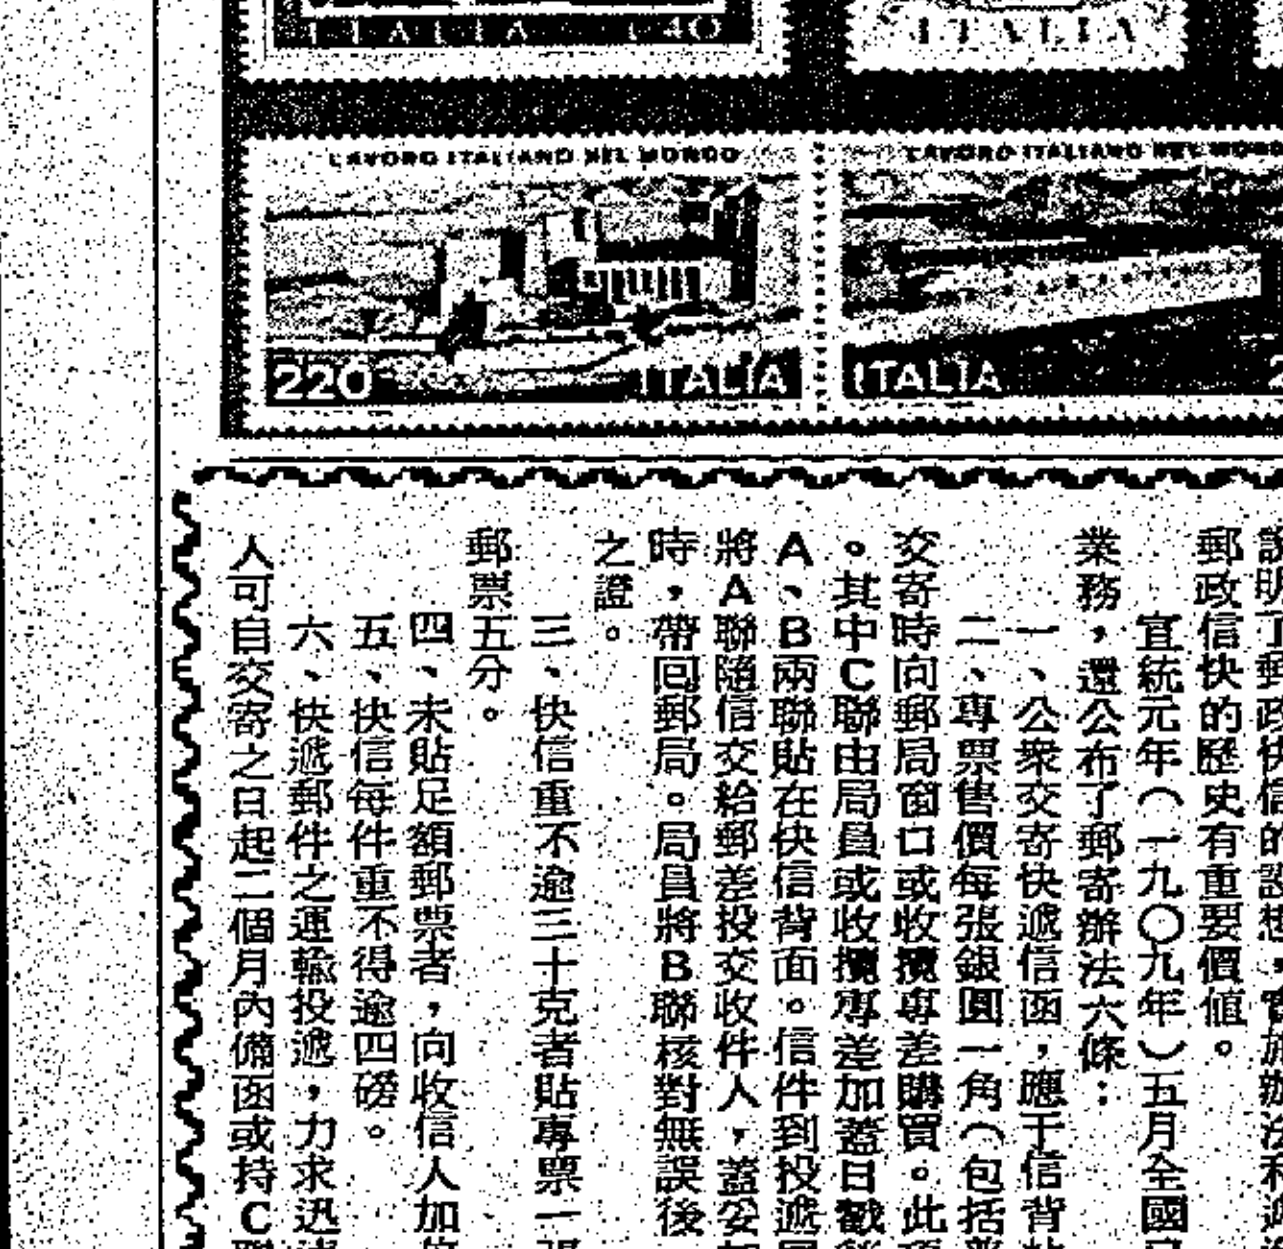 ITALIA L40
ITALIA
LAVORO ITALIANO NEL MONDO
LAVORO ITALIANO NEL MONDO
220 ITALIA
ITALIA
說明了郵政快信的設想，實施辦法和
郵政信快的歷史有重要價值。
宣統元年（一九〇九年）五月全國
業務，還公布了郵寄辦法六條：
一、公衆交寄快遞信函，應于信背
二、專票售價每張銀圓一角（包括
交寄時向郵局窗口或收攬專差購買。此
。其中C聯由局員或收攬專差加蓋日戳
A、B兩聯貼在快信背面。信件到投遞
將A聯隨信交給郵差投交收件人，蓋妥
時，帶回郵局。局員將B聯核對無誤後
之證。
三、快信重不逾三十克者貼專票一
郵票五分。
四、未貼足額郵票者，向收信人加
五、快信每件重不得逾四磅。
六、快遞郵件之運輸投遞，力求迅
人可自交寄之日起二個月內備函或持C